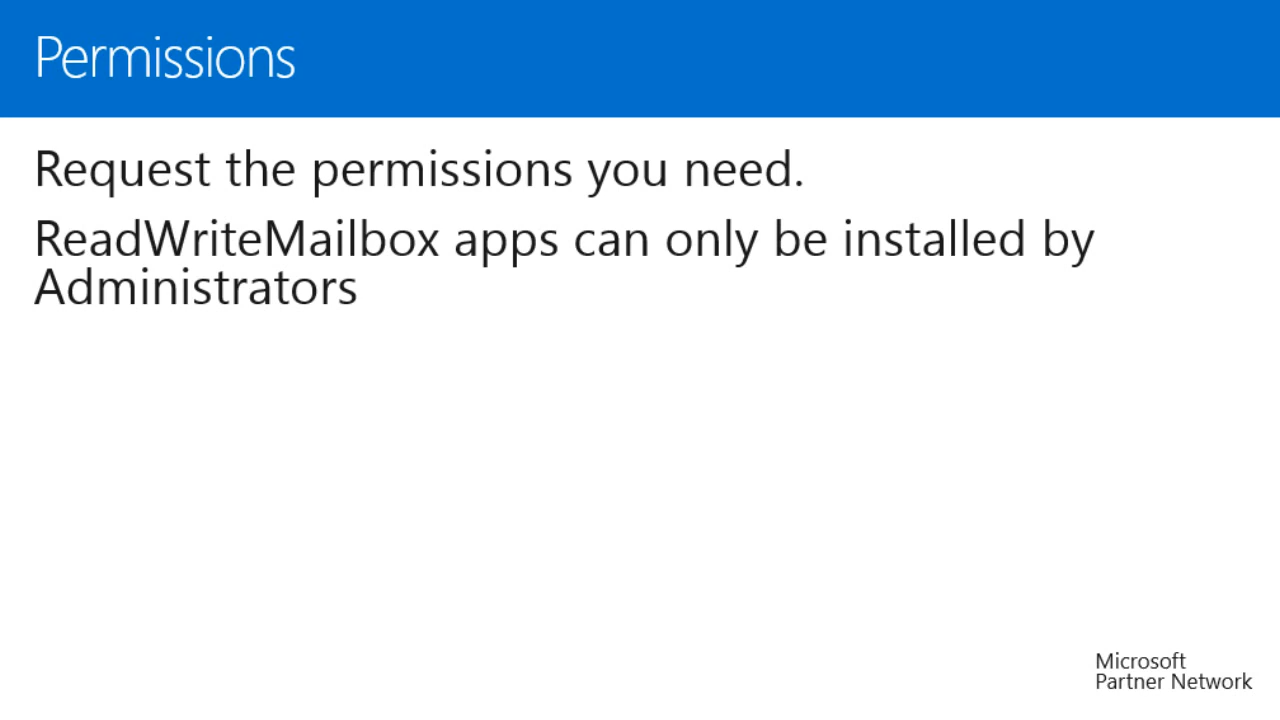 Permissions
Request the permissions you need.
ReadWriteMailbox apps can only be installed by
Administrators
Microsoft
Partner Network